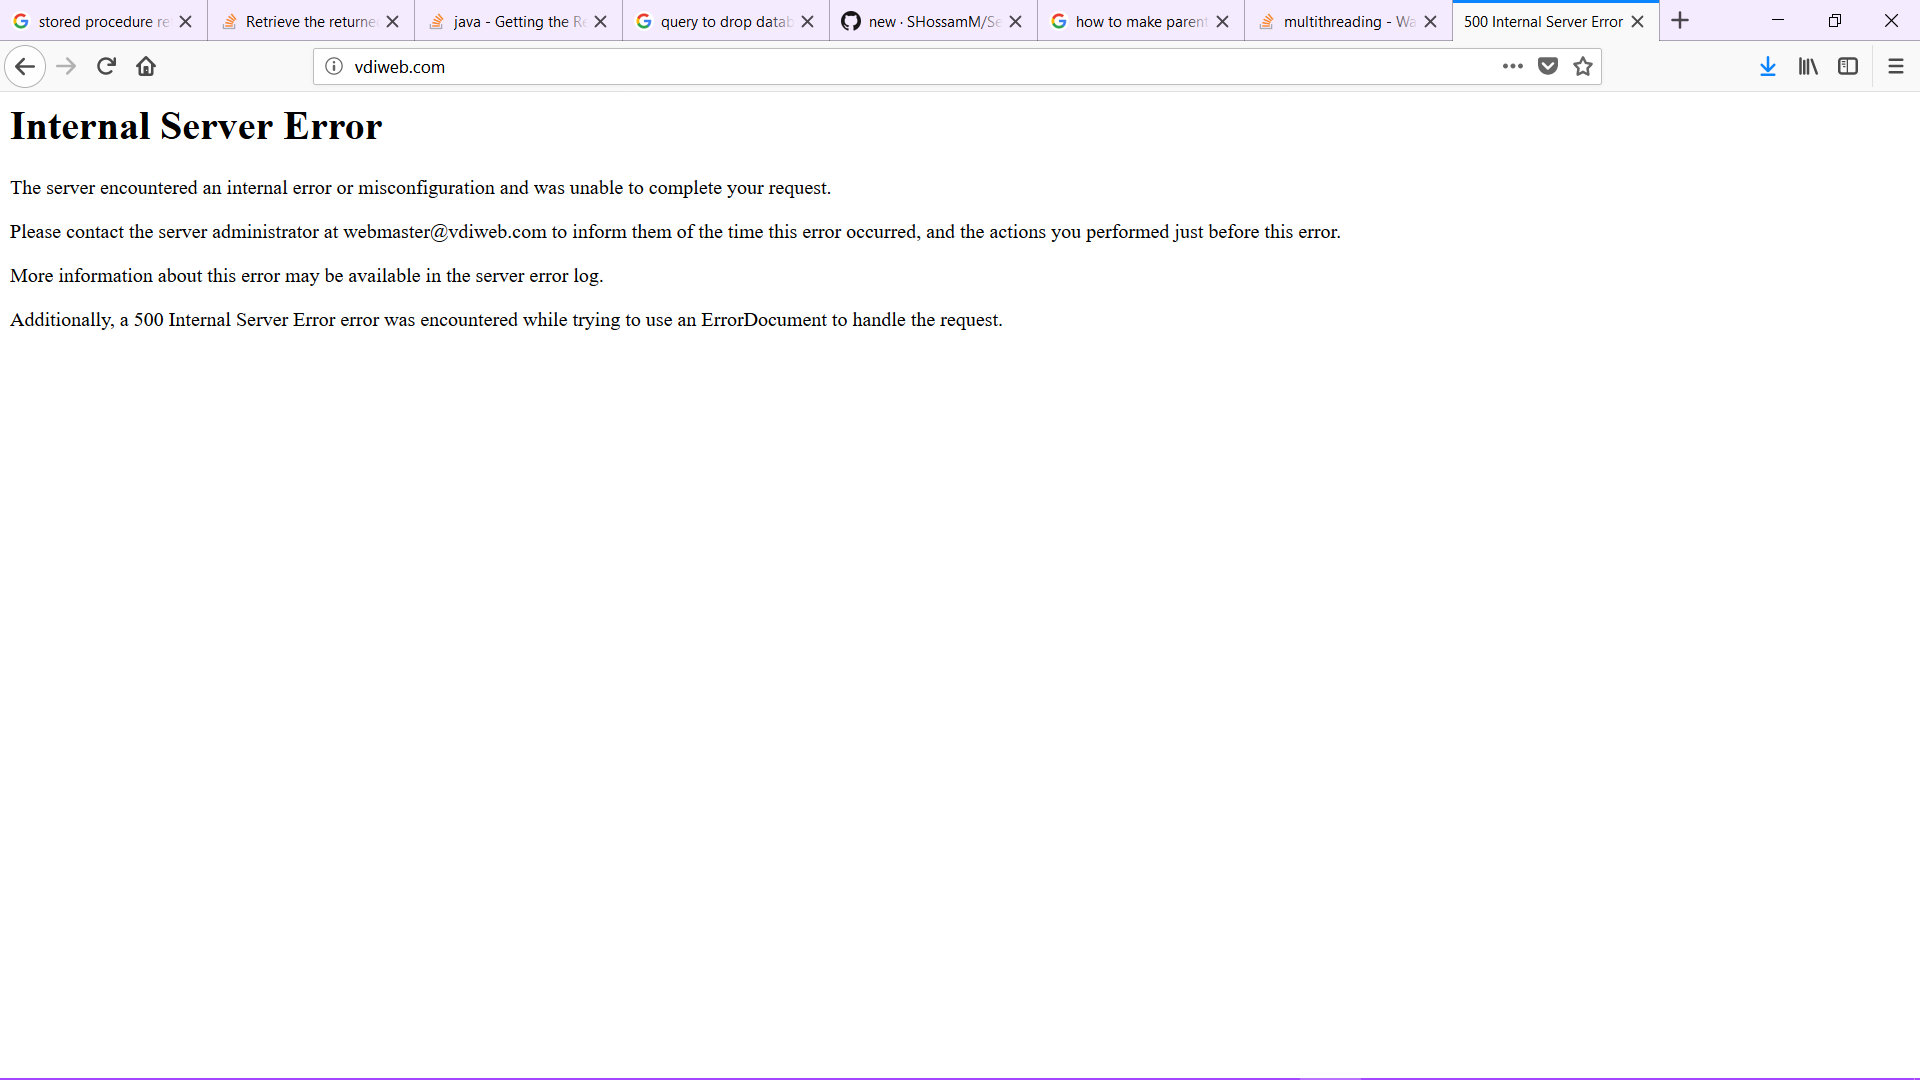 stored procedure re
Retrieve the returne
java - Getting the Re
query to drop datab
new · SHossamM/Se
how to make parent
multithreading - Wa
500 Internal Server Error
vdiweb.com
Internal Server Error
The server encountered an internal error or misconfiguration and was unable to complete your request.
Please contact the server administrator at webmaster@vdiweb.com to inform them of the time this error occurred, and the actions you performed just before this error.
More information about this error may be available in the server error log.
Additionally, a 500 Internal Server Error error was encountered while trying to use an ErrorDocument to handle the request.